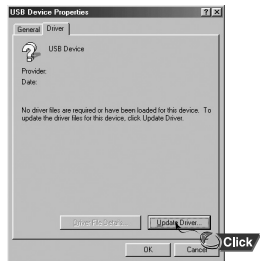 USB Device Properties
General Driver
USB Device
Provider:
Date:
No driver files are required or have been loaded for this device. To
update the driver files for this device, click Update Driver.
Driver File Details... Update Driver...
Click
OK Cancel